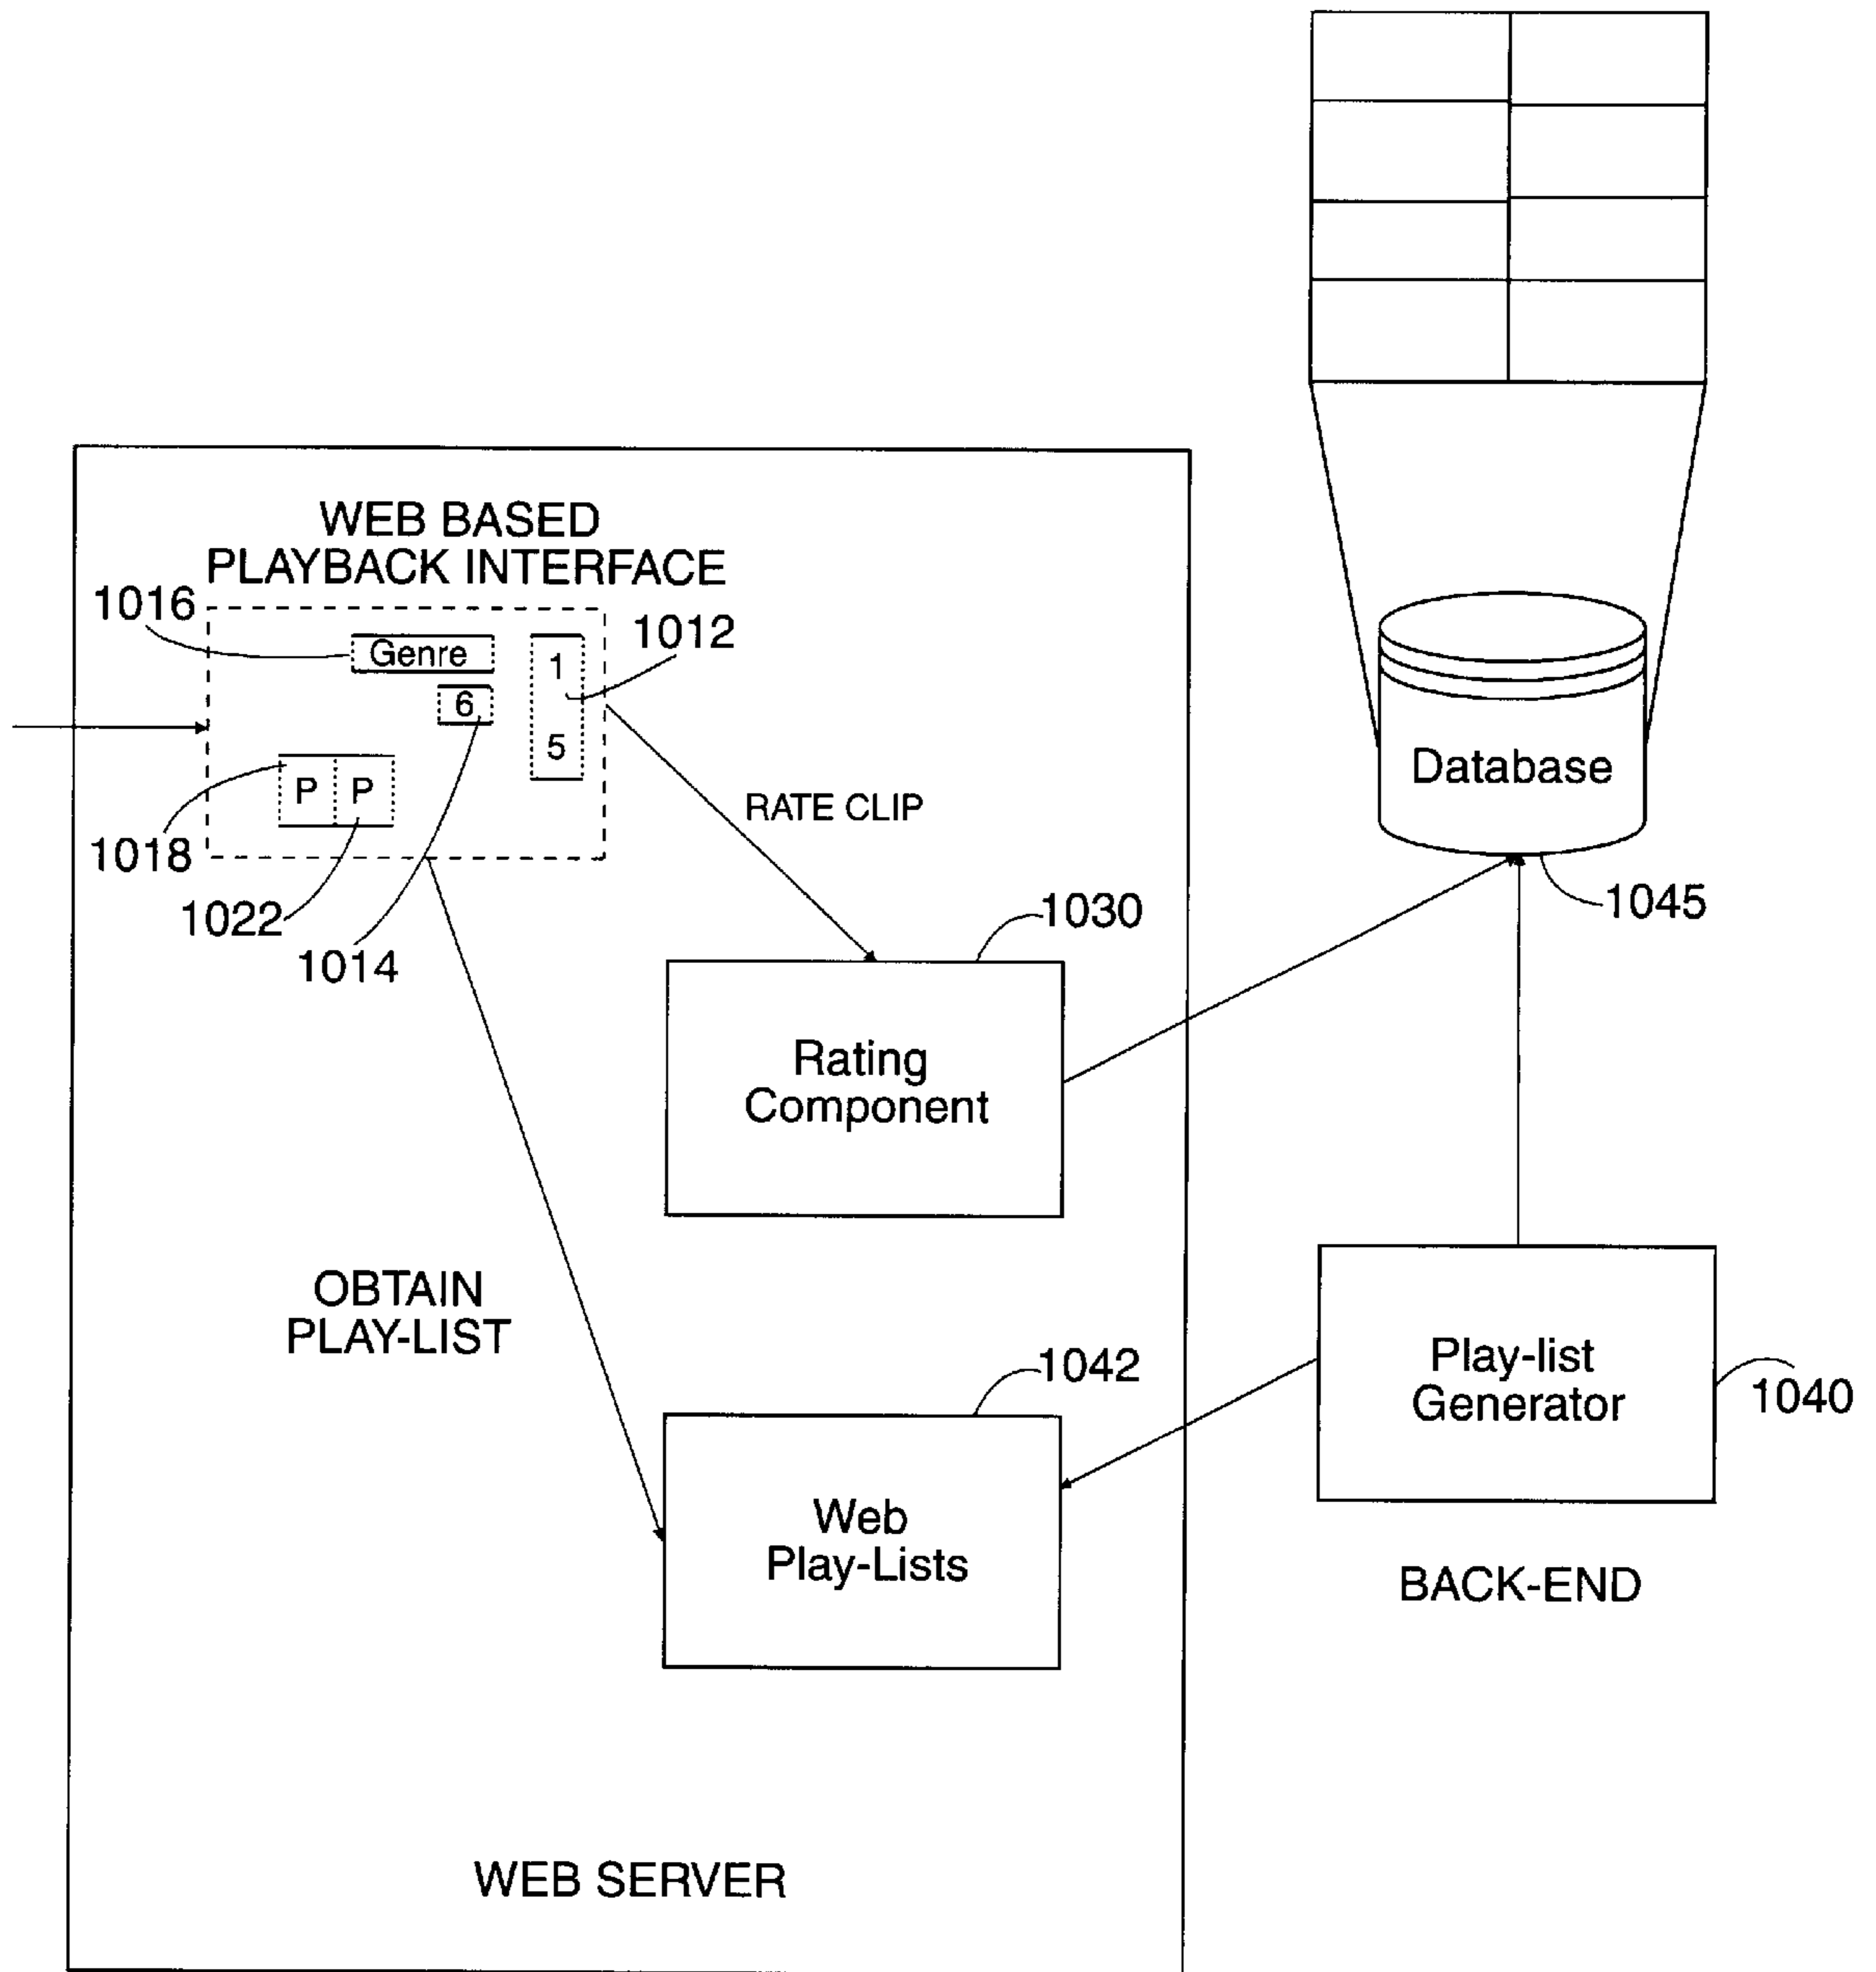 WEB BASED
PLAYBACK INTERFACE
1016
Genre
1
1012
6
5
P P
1018
1022
1014
RATE CLIP
Database
1045
1030
Rating
Component
OBTAIN
PLAY-LIST
1042
Web
Play-Lists
Play-list
Generator
1040
BACK-END
WEB SERVER